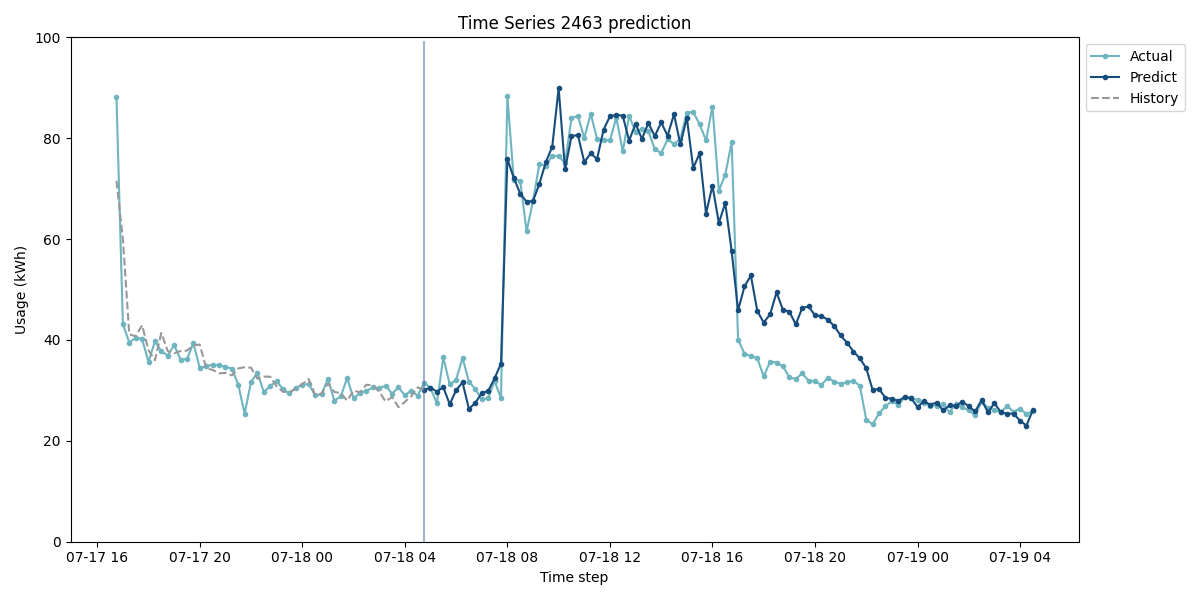 Time Series 2463 prediction
Actual
Predict
History
Usage (kWh)
100
80
60
40
20
0
07-17 16 07-17 20 07-18 00 07-18 04 07-18 08 07-18 12 07-18 16 07-18 20 07-19 00 07-19 04
Time step